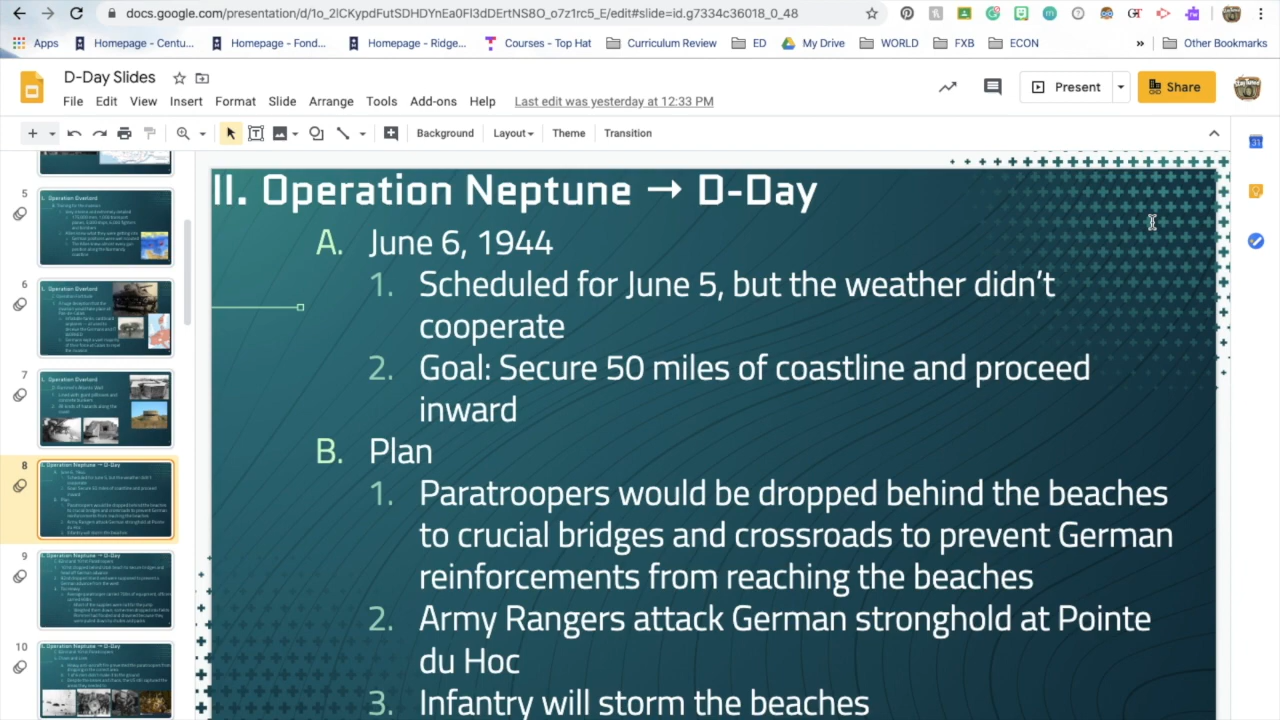 docs.google.com/presentation/d/1o_2lCKypdFutSDHDYnEa0Fl3dDErtNS8O_o7z1rc5_E/edit#slide=id.g7334c36018_0_48
Apps Homepage - Centu... Homepage - Fond... Homepage - Ridge... Courses - Top Hat Curriculum Review ED My Drive WORLD FXB ECON » Other Bookmarks
D-Day Slides
File Edit View Insert Format Slide Arrange Tools Add-ons Help Last edit was yesterday at 12:33 PM
Present Share
Background Layout Theme Transition
5
6
7
8
9
10
II. Operation Neptune → D-Day
A. June 6, 1944
1. Scheduled for June 5, but the weather didn't
cooperate
2. Goal: Secure 50 miles of coastline and proceed
inward
B. Plan
1. Paratroopers would be dropped behind the beaches
to crucial bridges and crossroads to prevent German
reinforcements from reaching the beaches
2. Army Rangers attack German stronghold at Pointe
du Hoc
3. Infantry will storm the beaches